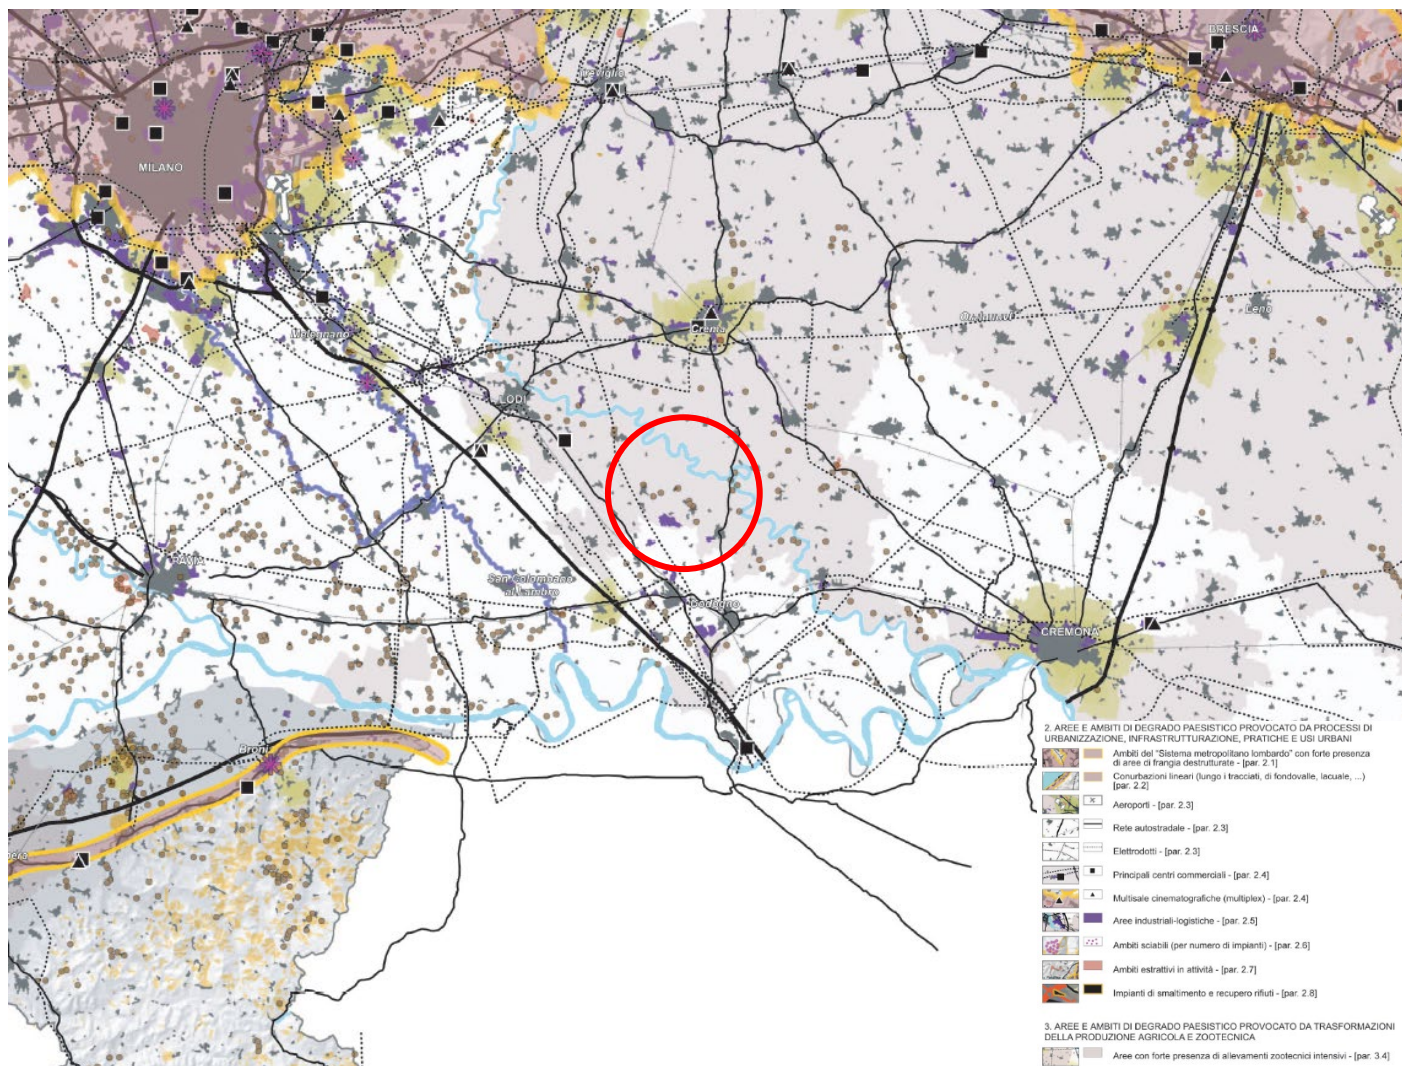 BRESCIA
Treviglio
MILANO
Melegnano
Crema
Orzinuovi
Leno
LODI
PAVIA
San Colombano
al Lambro
Codogno
CREMONA
Broni
2. AREE E AMBITI DI DEGRADO PAESISTICO PROVOCATO DA PROCESSI DI
URBANIZZAZIONE, INFRASTRUTTURAZIONE, PRATICHE E USI URBANI
Ambiti del "Sistema metropolitano lombardo" con forte presenza
di aree di frangia destrutturate - [par. 2.1]
Conurbazioni lineari (lungo i tracciati, di fondovalle, lacuale, ...)
[par. 2.2]
Aeroporti - [par. 2.3]
Rete autostradale - [par. 2.3]
Elettrodotti - [par. 2.3]
Principali centri commerciali - [par. 2.4]
Multisale cinematografiche (multiplex) - [par. 2.4]
Aree industriali-logistiche - [par. 2.5]
Ambiti sciabili (per numero di impianti) - [par. 2.6]
Ambiti estrattivi in attività - [par. 2.7]
Impianti di smaltimento e recupero rifiuti - [par. 2.8]
3. AREE E AMBITI DI DEGRADO PAESISTICO PROVOCATO DA TRASFORMAZIONI
DELLA PRODUZIONE AGRICOLA E ZOOTECNICA
Aree con forte presenza di allevamenti zootecnici intensivi - [par. 3.4]